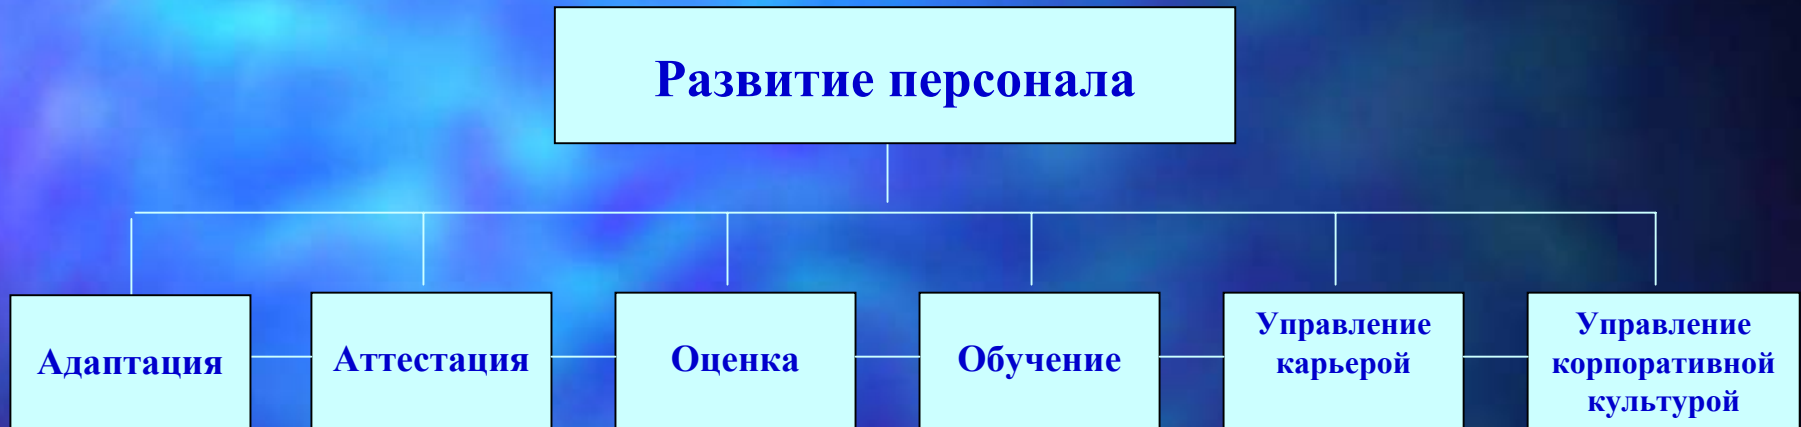 Развитие персонала
Адаптация
Аттестация
Оценка
Обучение
Управление
карьерой
Управление
корпоративной
культурой